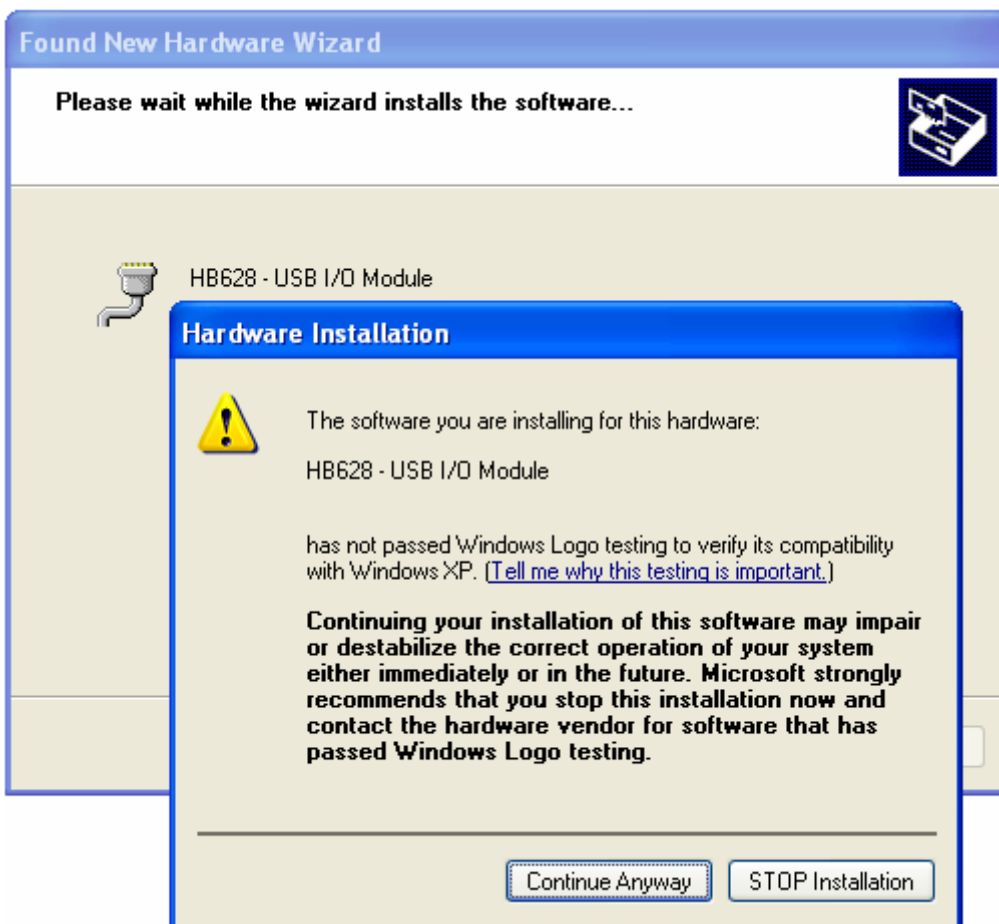 Found New Hardware Wizard
Please wait while the wizard installs the software...
HB628 - USB I/O Module
Hardware Installation
The software you are installing for this hardware:
HB628 - USB I/O Module
has not passed Windows Logo testing to verify its compatibility
with Windows XP. (Tell me why this testing is important.)
Continuing your installation of this software may impair
or destabilize the correct operation of your system
either immediately or in the future. Microsoft strongly
recommends that you stop this installation now and
contact the hardware vendor for software that has
passed Windows Logo testing.
Continue Anyway STOP Installation